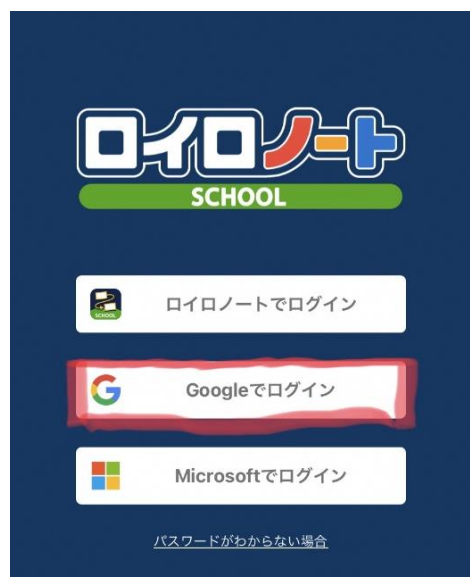 ロイロノート
SCHOOL
SCHOOL
ロイロノートでログイン
Googleでログイン
Microsoftでログイン
パスワードがわからない場合